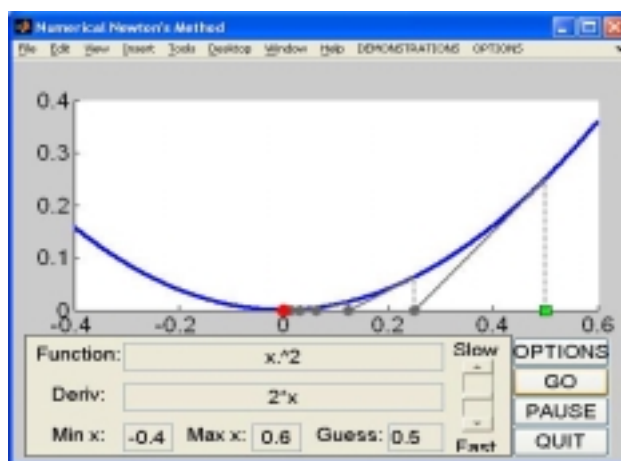 Numerical Newton's Method
File Edit View Insert Tools Desktop Window Help DEMONSTRATIONS OPTIONS
0.4
0.3
0.2
0.1
0
-0.4 -0.2 0 0.2 0.4 0.6
Function: x.^2
Deriv: 2*x
Min x: -0.4 Max x: 0.6 Guess: 0.5
Slow
Fast
OPTIONS
GO
PAUSE
QUIT